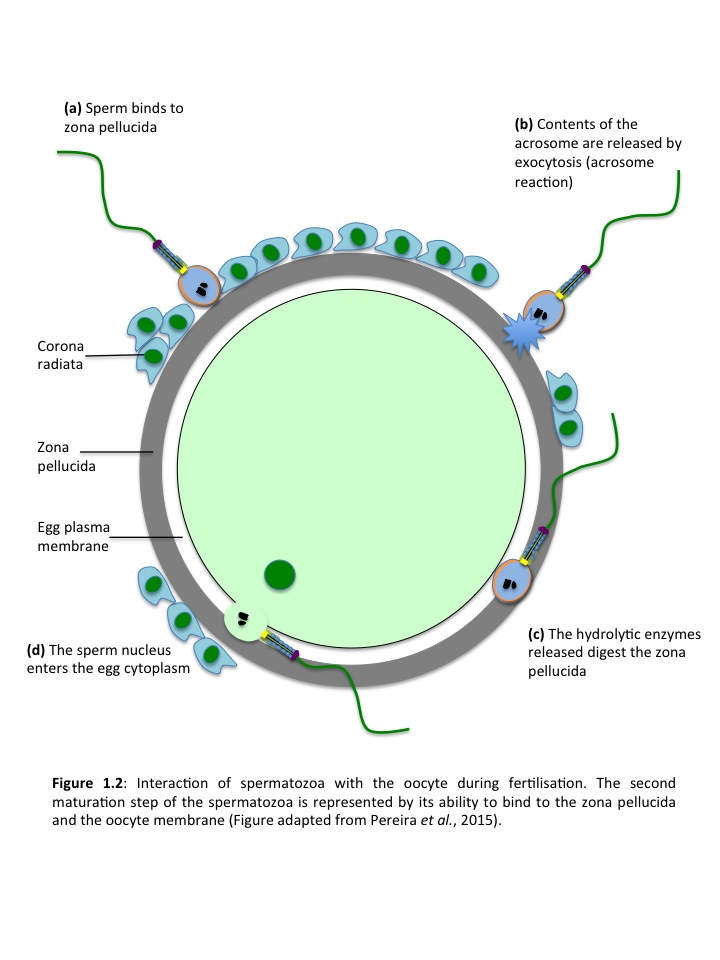 (a) Sperm binds to
zona pellucida
(b) Contents of the
acrosome are released by
exocytosis (acrosome
reaction)
Corona
radiata
Zona
pellucida
Egg plasma
membrane
(c) The hydrolytic enzymes
released digest the zona
pellucida
(d) The sperm nucleus
enters the egg cytoplasm
Figure 1.2: Interaction of spermatozoa with the oocyte during fertilisation. The second
maturation step of the spermatozoa is represented by its ability to bind to the zona pellucida
and the oocyte membrane (Figure adapted from Pereira et al., 2015).